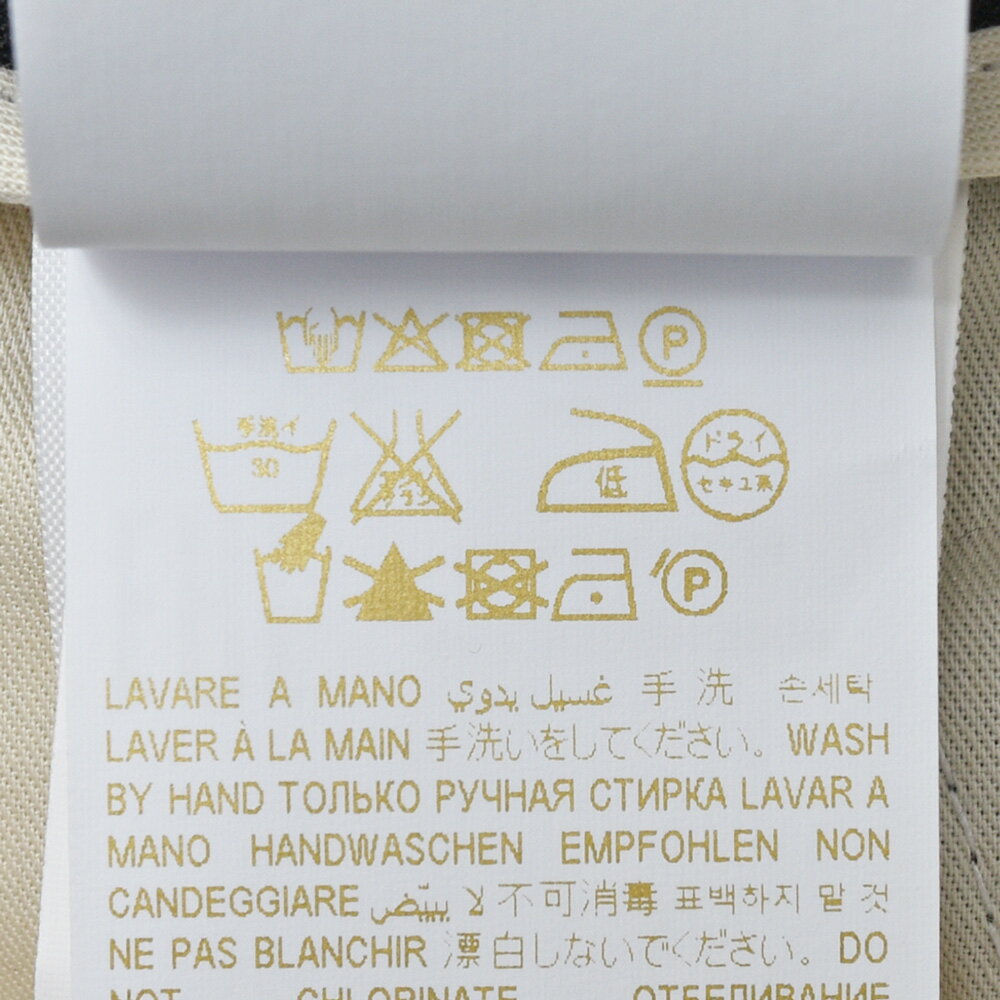 P
手洗イ
30
低
ドライ
セキユ系
P
LAVARE A MANO غسيل يدوي 手 洗 손세탁
LAVER À LA MAIN 手洗いをしてください。 WASH
BY HAND ТОЛЬКО РУЧНАЯ СТИРКА LAVAR A
MANO HANDWASCHEN EMPFOHLEN NON
CANDEGGIARE لا يبيّض 不可消毒 표백하지 말 것
NE PAS BLANCHIR 漂白しないでください。 DO
NOT CHLORINATE ОТБЕЛИВАНИЕ